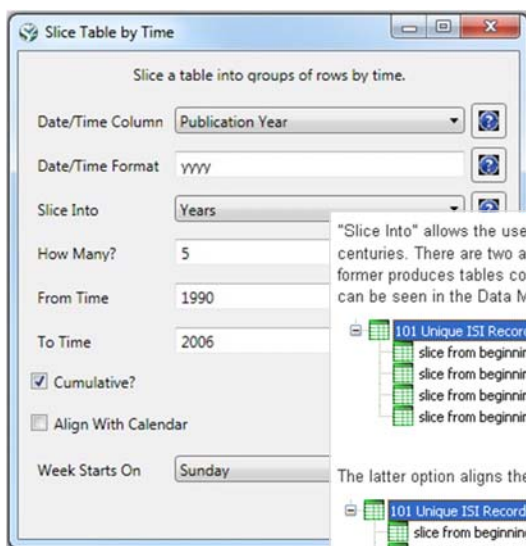 Slice Table by Time
Slice a table into groups of rows by time.
Date/Time Column Publication Year
Date/Time Format yyyy
Slice Into Years
How Many? 5
From Time 1990
To Time 2006
Cumulative?
Align With Calendar
Week Starts On Sunday
"Slice Into" allows the use
centuries. There are two a
former produces tables co
can be seen in the Data M
101 Unique ISI Record
slice from beginnin
slice from beginnin
slice from beginnin
slice from beginnin
The latter option aligns the
101 Unique ISI Record
slice from beginning